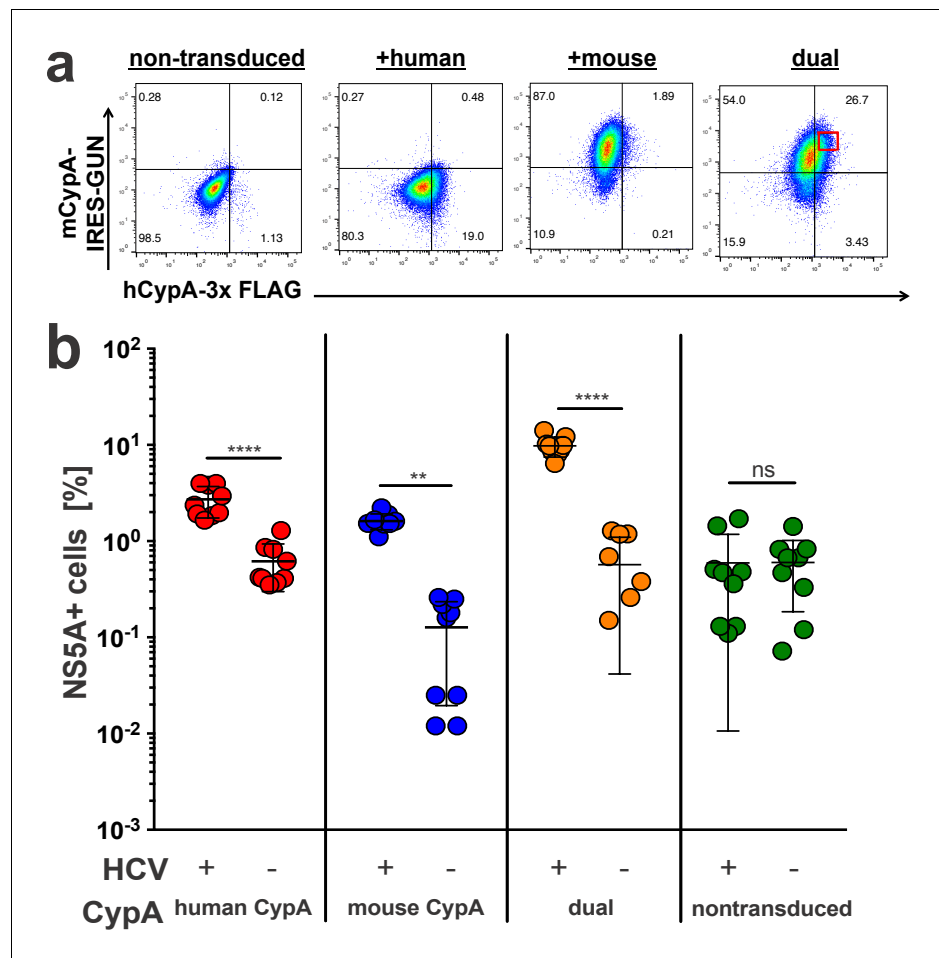 a
non-transduced +human +mouse dual
mCypA-
IRES-GUN
0.28 0.12
98.5 1.13
0.27 0.48
80.3 19.0
87.0 1.89
10.9 0.21
54.0 26.7
15.9 3.43
hCypA-3x FLAG
b
NS5A+ cells [%]
10²
10¹
10⁰
10⁻¹
10⁻²
10⁻³
**** ** **** ns
HCV + - + - + - + -
CypA human CypA mouse CypA dual nontransduced